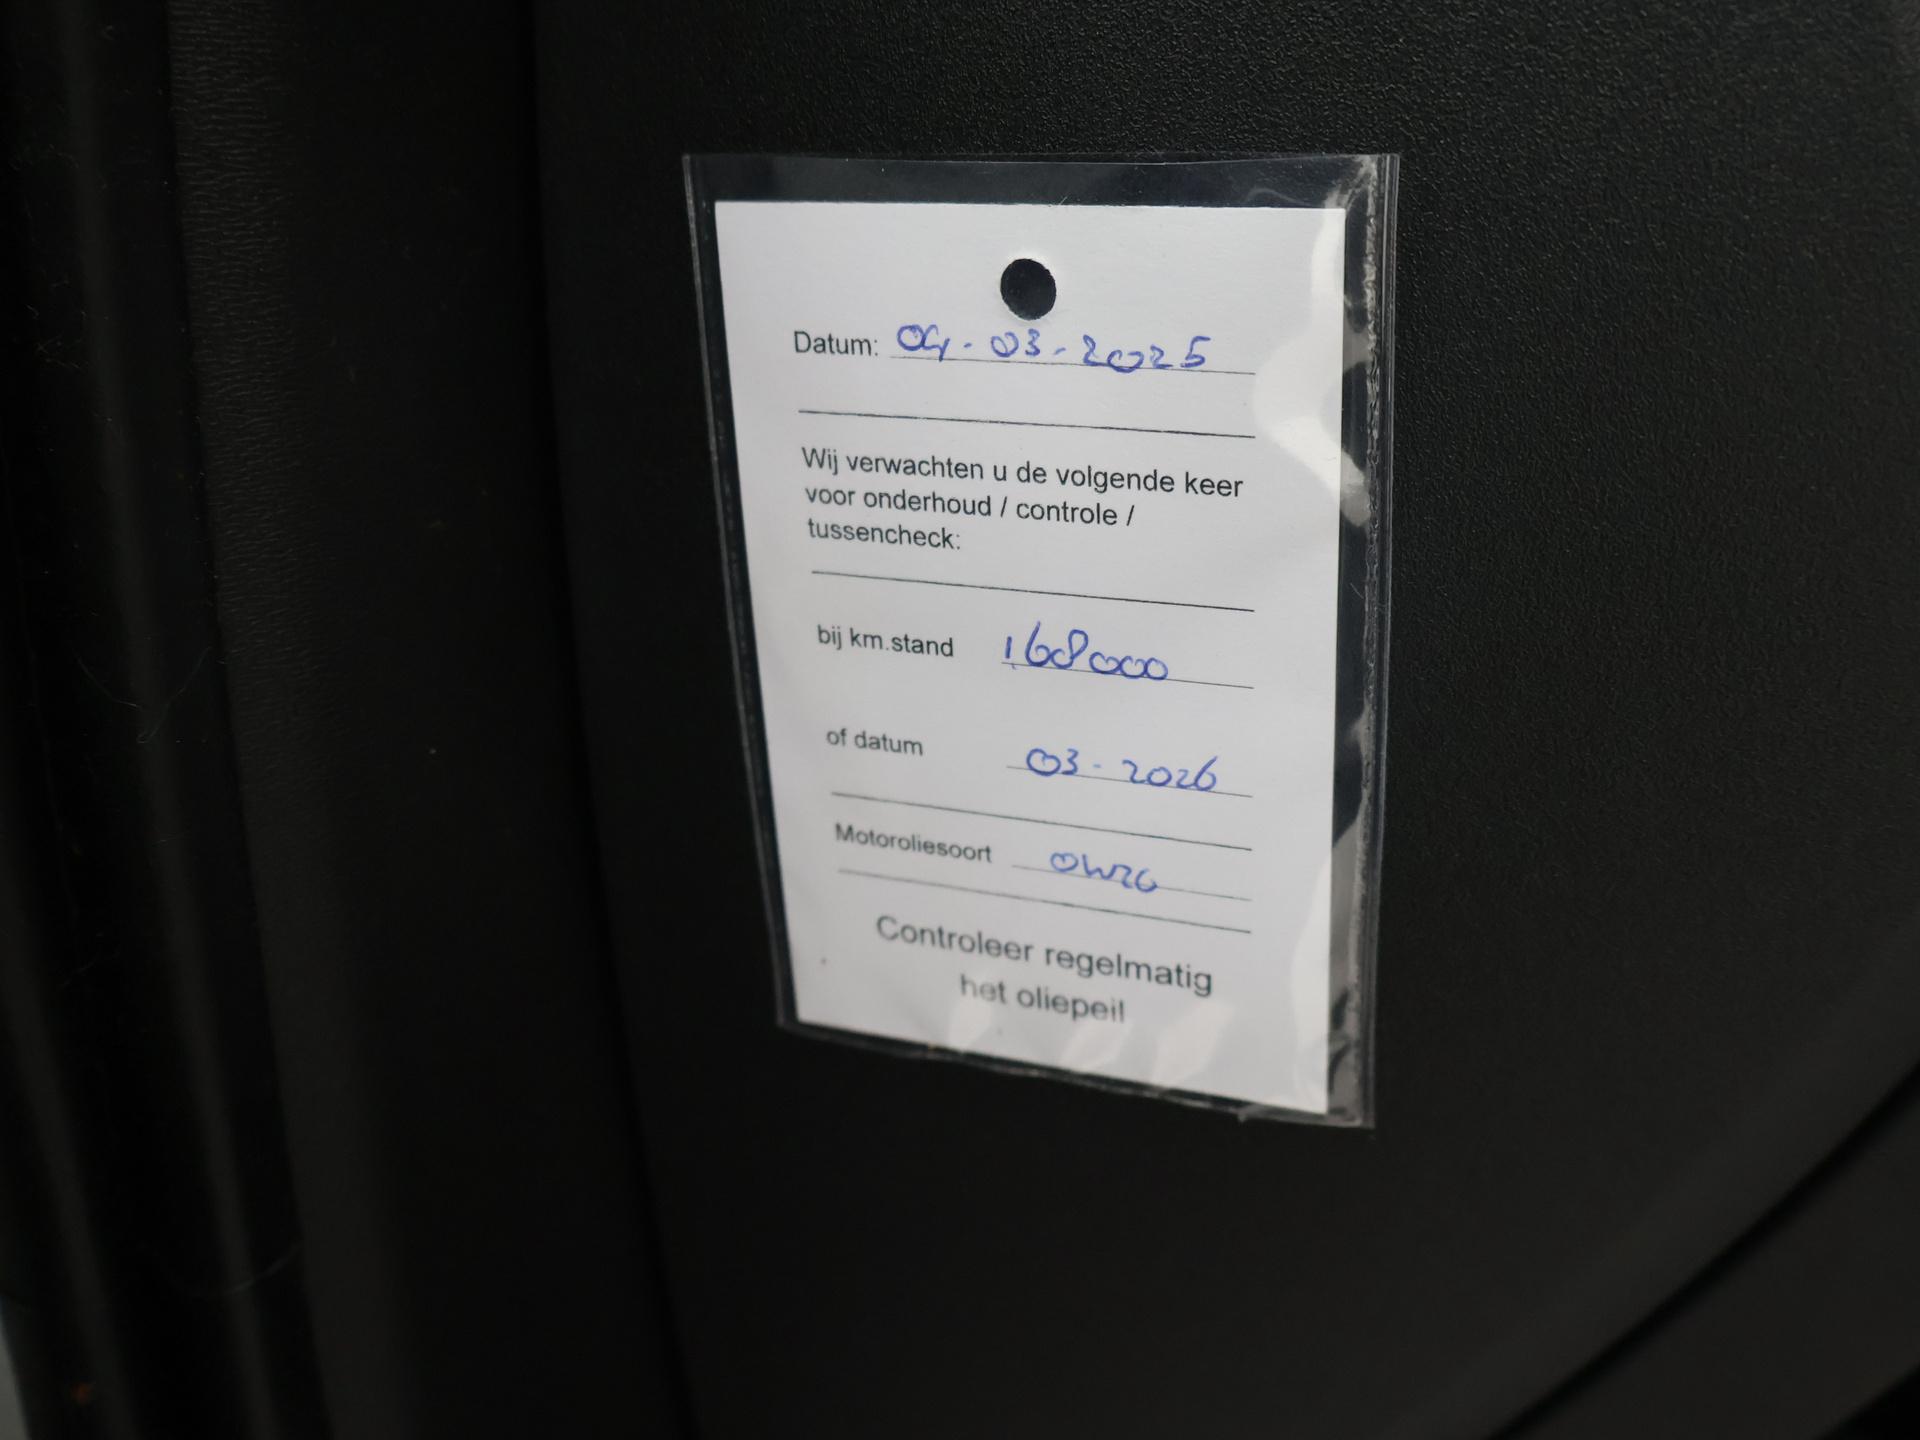 Datum: 04-03-2025
Wij verwachten u de volgende keer
voor onderhoud / controle /
tussencheck:
bij km.stand 168000
of datum 03-2026
Motoroliesoort 0W20
Controleer regelmatig
het oliepeil